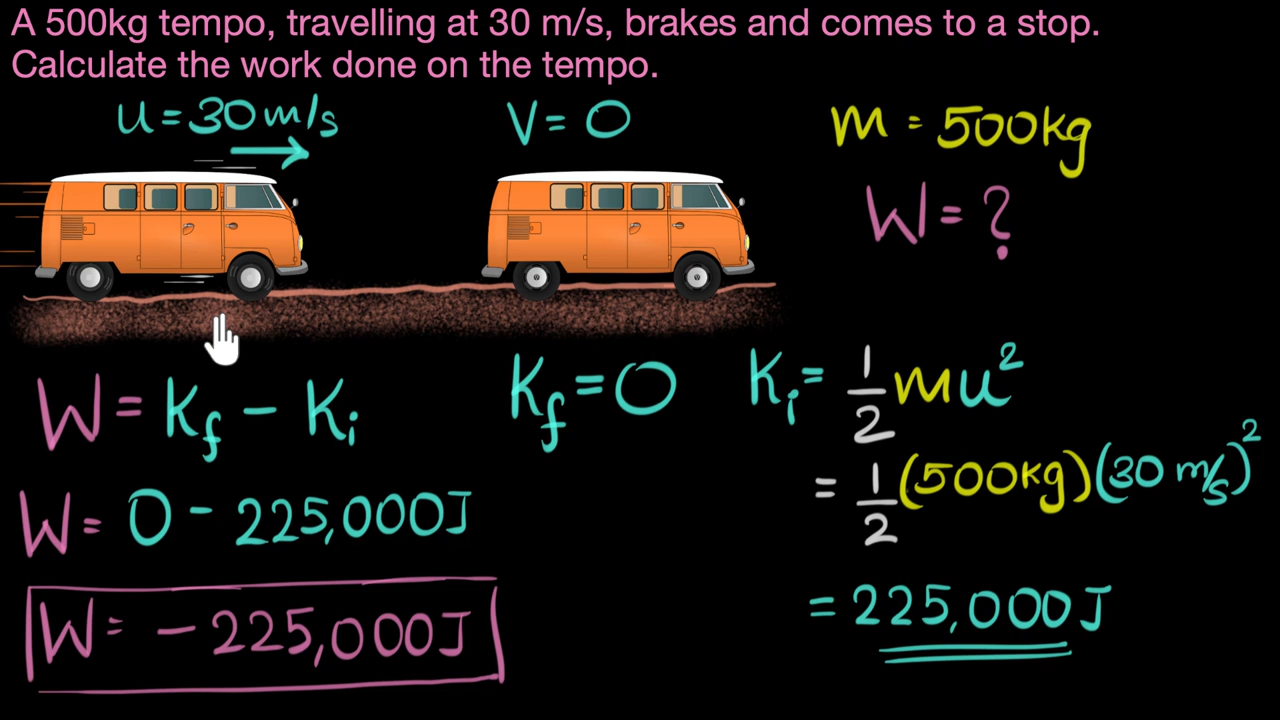 A 500kg tempo, travelling at 30 m/s, brakes and comes to a stop.
Calculate the work done on the tempo.
u = 30 m/s
V = 0
m = 500kg
W = ?
W = Kf - Ki
Kf = 0
Ki = 1/2 mu²
= 1/2 (500kg)(30 m/s)²
W = 0 - 225,000J
= 225,000J
W = - 225,000J